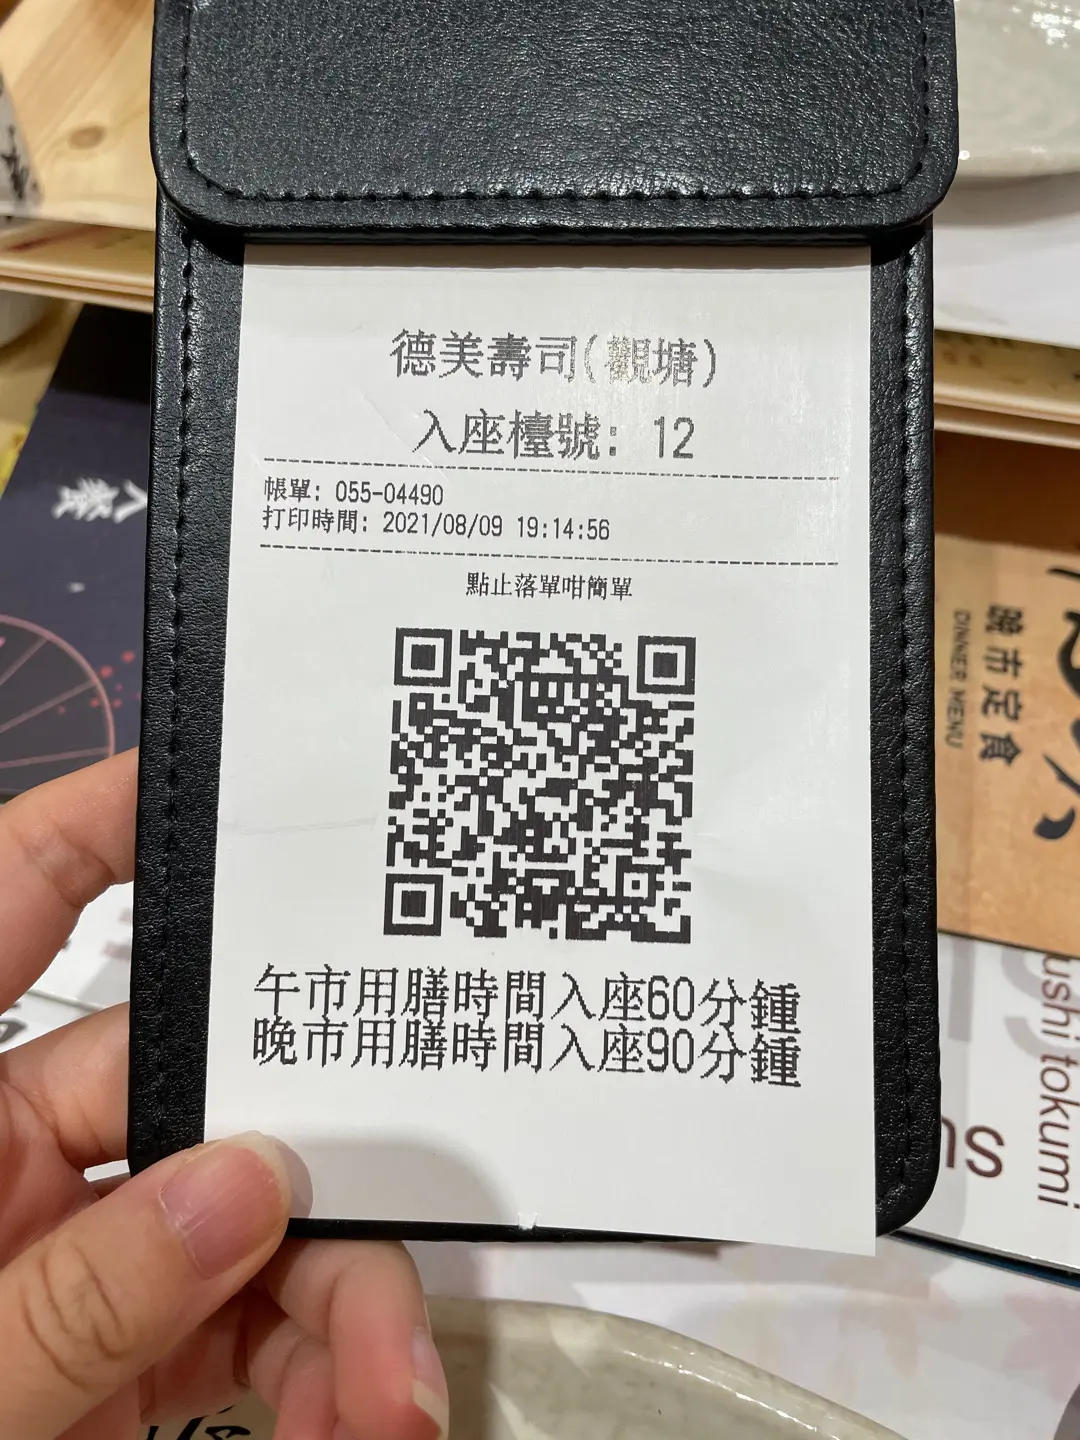 德美壽司(觀塘)
入座檯號: 12
帳單: 055-04490
打印時間: 2021/08/09 19:14:56
點止落單咁簡單
午市用膳時間入座60分鐘
晚市用膳時間入座90分鐘
晚市定食
DINNER MENU
ushi tokumi
su